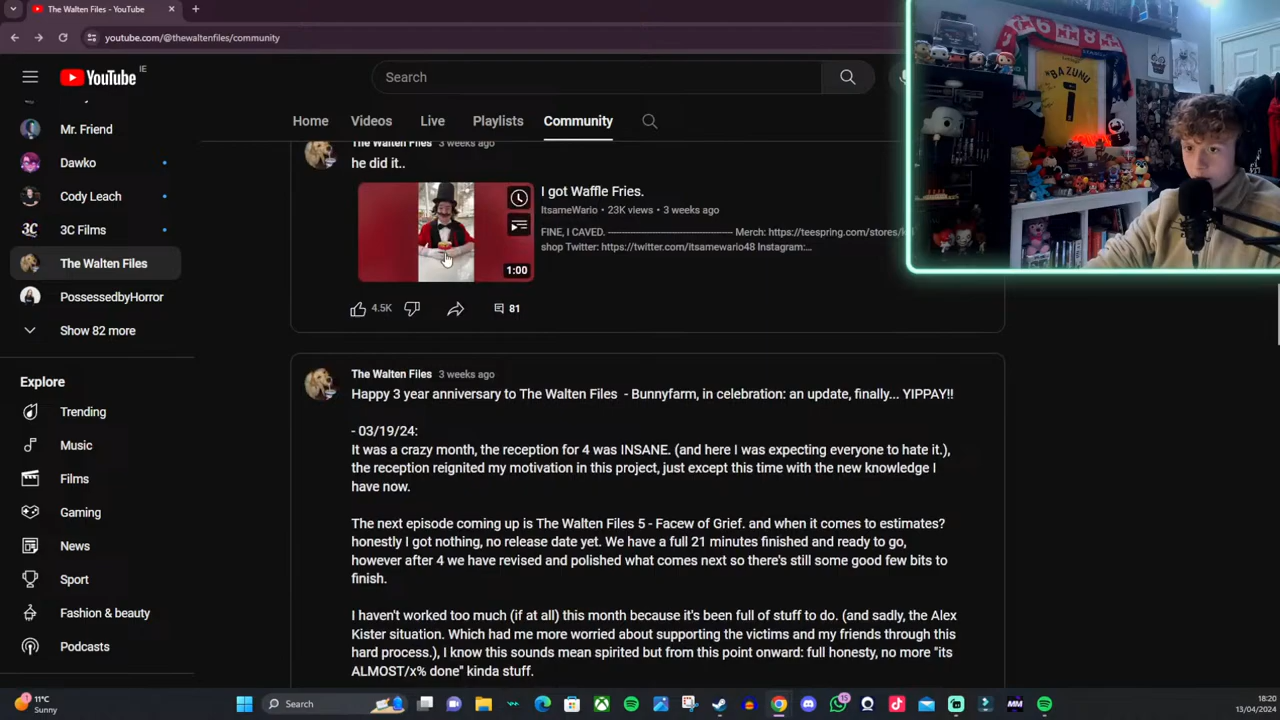 The Walten Files - YouTube
youtube.com/@thewaltenfiles/community
YouTube IE
Search
Mr. Friend
Dawko
Cody Leach
3C Films
The Walten Files
PossessedbyHorror
Show 82 more
Explore
Trending
Music
Films
Gaming
News
Sport
Fashion & beauty
Podcasts
Home Videos Live Playlists Community
The Walten Files 3 weeks ago
he did it..
I got Waffle Fries.
ItsameWario • 23K views • 3 weeks ago
FINE, I CAVED. Merch: https://teespring.com/stores/
shop Twitter: https://twitter.com/itsamewario48 Instagram:...
1:00
4.5K 81
The Walten Files 3 weeks ago
Happy 3 year anniversary to The Walten Files - Bunnyfarm, in celebration: an update, finally... YIPPAY!!
- 03/19/24:
It was a crazy month, the reception for 4 was INSANE. (and here I was expecting everyone to hate it.),
the reception reignited my motivation in this project, just except this time with the new knowledge I
have now.
The next episode coming up is The Walten Files 5 - Facew of Grief. and when it comes to estimates?
honestly I got nothing, no release date yet. We have a full 21 minutes finished and ready to go,
however after 4 we have revised and polished what comes next so there's still some good few bits to
finish.
I haven't worked too much (if at all) this month because it's been full of stuff to do. (and sadly, the Alex
Kister situation. Which had me more worried about supporting the victims and my friends through this
hard process.), I know this sounds mean spirited but from this point onward: full honesty, no more "its
ALMOST/x% done" kinda stuff.
BAZUNU
1
11°C
Sunny
Search
15
MM
18:20
13/04/2024